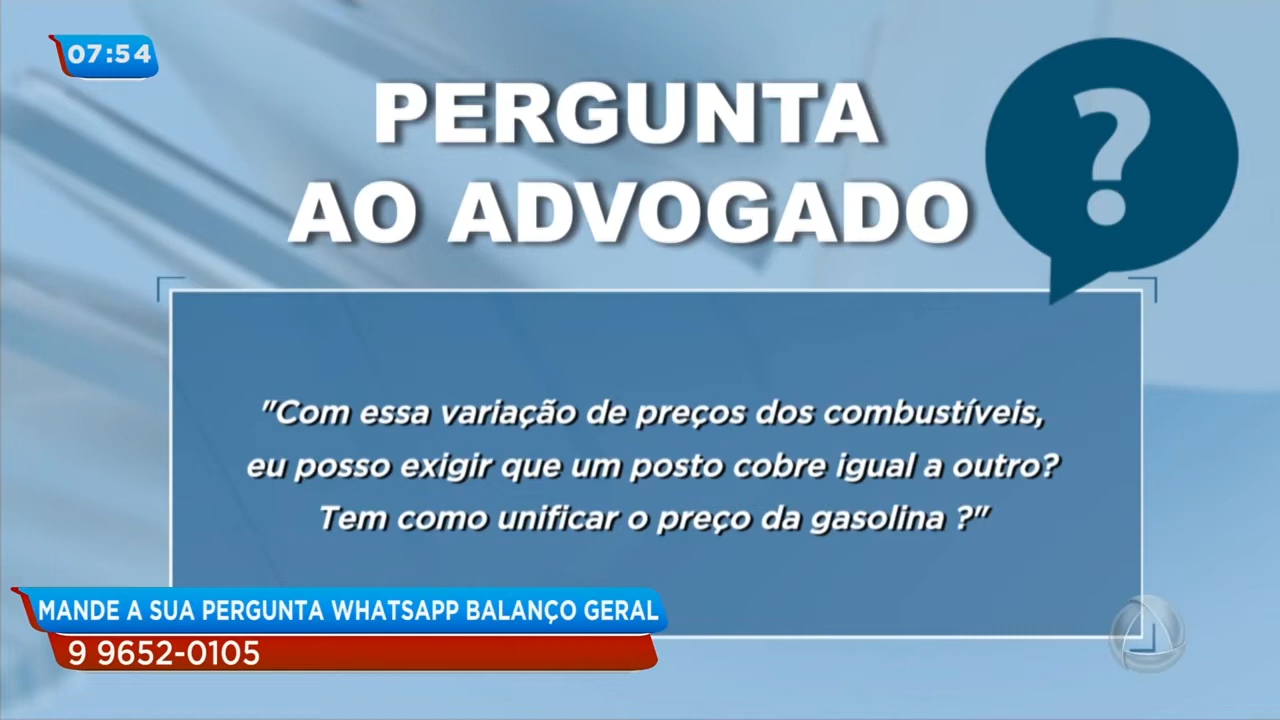 07:54
PERGUNTA
AO ADVOGADO
?
"Com essa variação de preços dos combustíveis,
eu posso exigir que um posto cobre igual a outro?
Tem como unificar o preço da gasolina ?"
MANDE A SUA PERGUNTA WHATSAPP BALANÇO GERAL
9 9652-0105